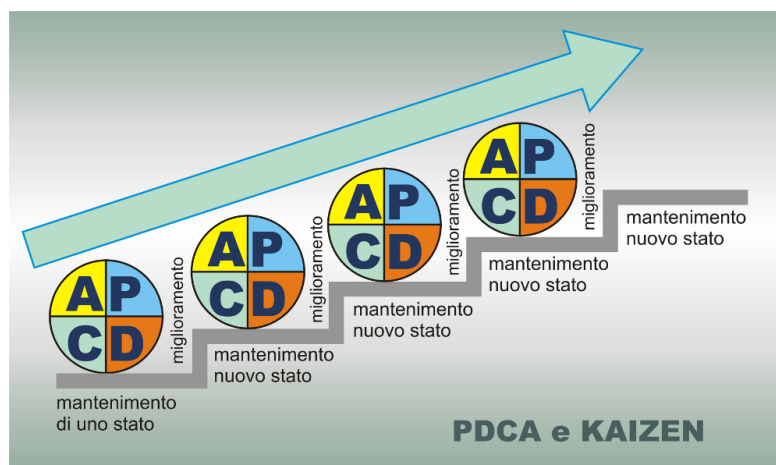 A P
C D
miglioramento
mantenimento
di uno stato
A P
C D
miglioramento
mantenimento
nuovo stato
A P
C D
miglioramento
mantenimento
nuovo stato
A P
C D
miglioramento
mantenimento
nuovo stato
mantenimento
nuovo stato
PDCA e KAIZEN